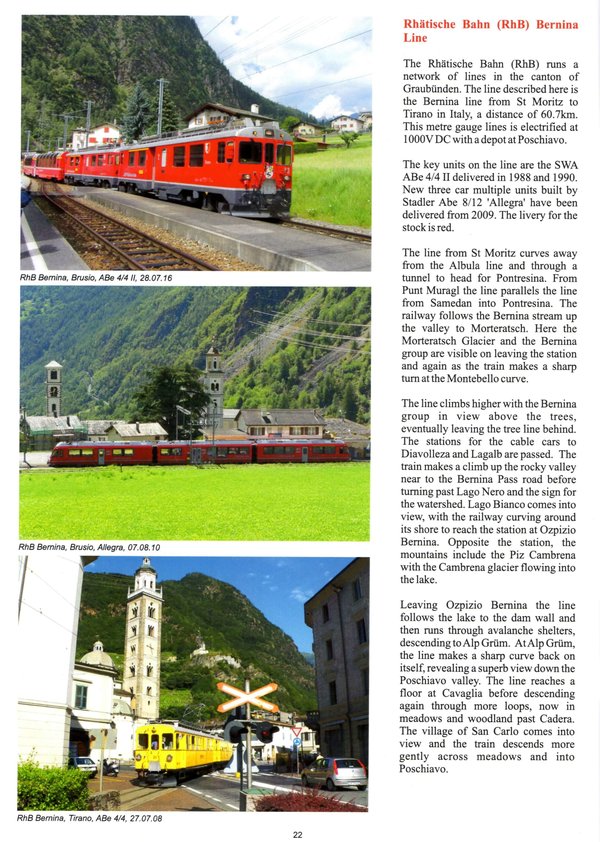 Rhätische Bahn (RhB) Bernina
Line
The Rhätische Bahn (RhB) runs a
network of lines in the canton of
Graubünden. The line described here is
the Bernina line from St Moritz to
Tirano in Italy, a distance of 60.7km.
This metre gauge lines is electrified at
1000V DC with a depot at Poschiavo.
The key units on the line are the SWA
ABe 4/4 II delivered in 1988 and 1990.
New three car multiple units built by
Stadler Abe 8/12 'Allegra' have been
delivered from 2009. The livery for the
stock is red.
The line from St Moritz curves away
from the Albula line and through a
tunnel to head for Pontresina. From
Punt Muragl the line parallels the line
from Samedan into Pontresina. The
railway follows the Bernina stream up
the valley to Morteratsch. Here the
Morteratsch Glacier and the Bernina
group are visible on leaving the station
and again as the train makes a sharp
turn at the Montebello curve.
The line climbs higher with the Bernina
group in view above the trees,
eventually leaving the tree line behind.
The stations for the cable cars to
Diavolleza and Lagalb are passed. The
train makes a climb up the rocky valley
near to the Bernina Pass road before
turning past Lago Nero and the sign for
the watershed. Lago Bianco comes into
view, with the railway curving around
its shore to reach the station at Ozpizio
Bernina. Opposite the station, the
mountains include the Piz Cambrena
with the Cambrena glacier flowing into
the lake.
Leaving Ozpizio Bernina the line
follows the lake to the dam wall and
then runs through avalanche shelters,
descending to Alp Grüm. At Alp Grüm,
the line makes a sharp curve back on
itself, revealing a superb view down the
Poschiavo valley. The line reaches a
floor at Cavaglia before descending
again through more loops, now in
meadows and woodland past Cadera.
The village of San Carlo comes into
view and the train descends more
gently across meadows and into
Poschiavo.
RhB Bernina, Brusio, ABe 4/4 II, 28.07.16
RhB Bernina, Brusio, Allegra, 07.08.10
RhB Bernina, Tirano, ABe 4/4, 27.07.08
22